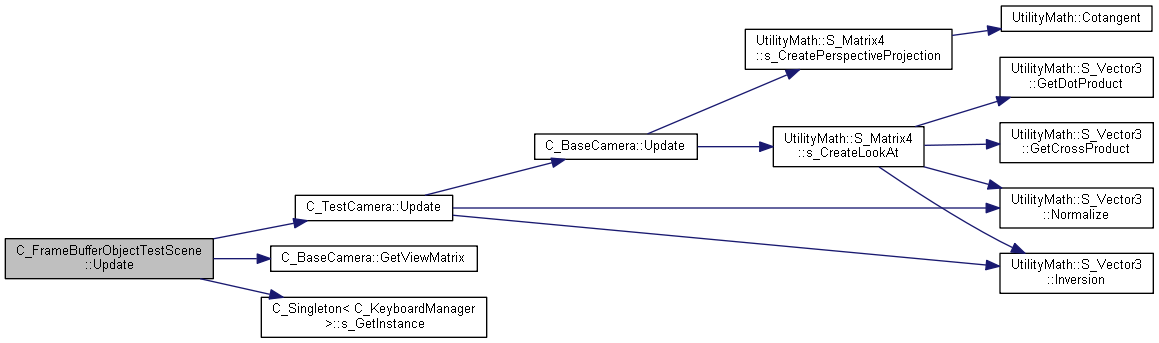 C_FrameBufferObjectTestScene
::Update
C_TestCamera::Update
C_BaseCamera::GetViewMatrix
C_Singleton< C_KeyboardManager
>::s_GetInstance
C_BaseCamera::Update
UtilityMath::S_Matrix4
::s_CreatePerspectiveProjection
UtilityMath::S_Matrix4
::s_CreateLookAt
UtilityMath::Cotangent
UtilityMath::S_Vector3
::GetDotProduct
UtilityMath::S_Vector3
::GetCrossProduct
UtilityMath::S_Vector3
::Normalize
UtilityMath::S_Vector3
::Inversion